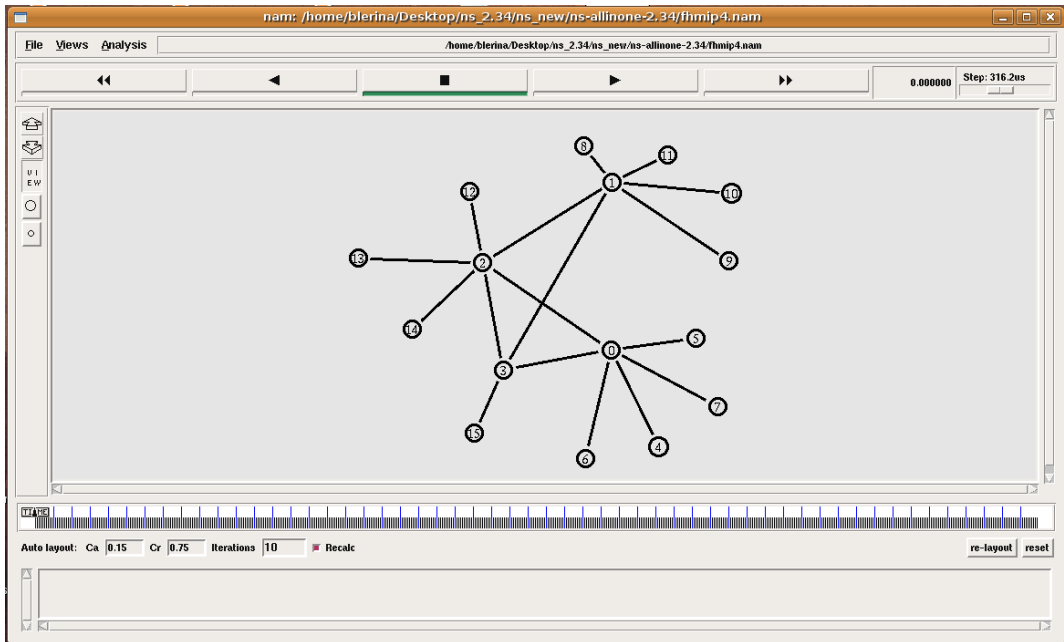 nam: /home/blerina/Desktop/ns_2.34/ns_new/ns-allinone-2.34/fhmip4.nam
File Views Analysis /home/blerina/Desktop/ns_2.34/ns_new/ns-allinone-2.34/fhmip4.nam
0.000000 Step: 316.2us
VI
EW
8
11
1
10
12
13
2
9
14
0
5
3
7
15
4
6
TIME
Auto layout: Ca 0.15 Cr 0.75 Iterations 10 Recalc re-layout reset